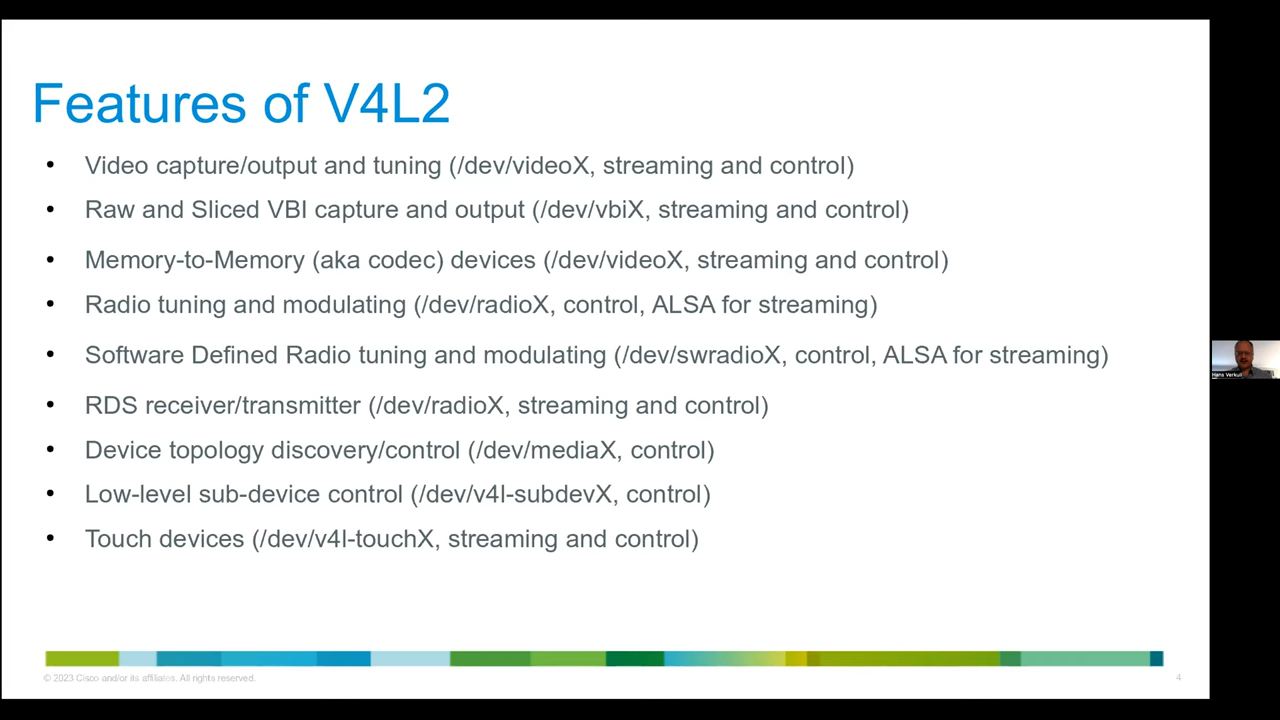 Features of V4L2
• Video capture/output and tuning (/dev/videoX, streaming and control)
• Raw and Sliced VBI capture and output (/dev/vbiX, streaming and control)
• Memory-to-Memory (aka codec) devices (/dev/videoX, streaming and control)
• Radio tuning and modulating (/dev/radioX, control, ALSA for streaming)
• Software Defined Radio tuning and modulating (/dev/swradioX, control, ALSA for streaming)
• RDS receiver/transmitter (/dev/radioX, streaming and control)
• Device topology discovery/control (/dev/mediaX, control)
• Low-level sub-device control (/dev/v4l-subdevX, control)
• Touch devices (/dev/v4l-touchX, streaming and control)
Hans Verkuil
© 2023 Cisco and/or its affiliates. All rights reserved.
4